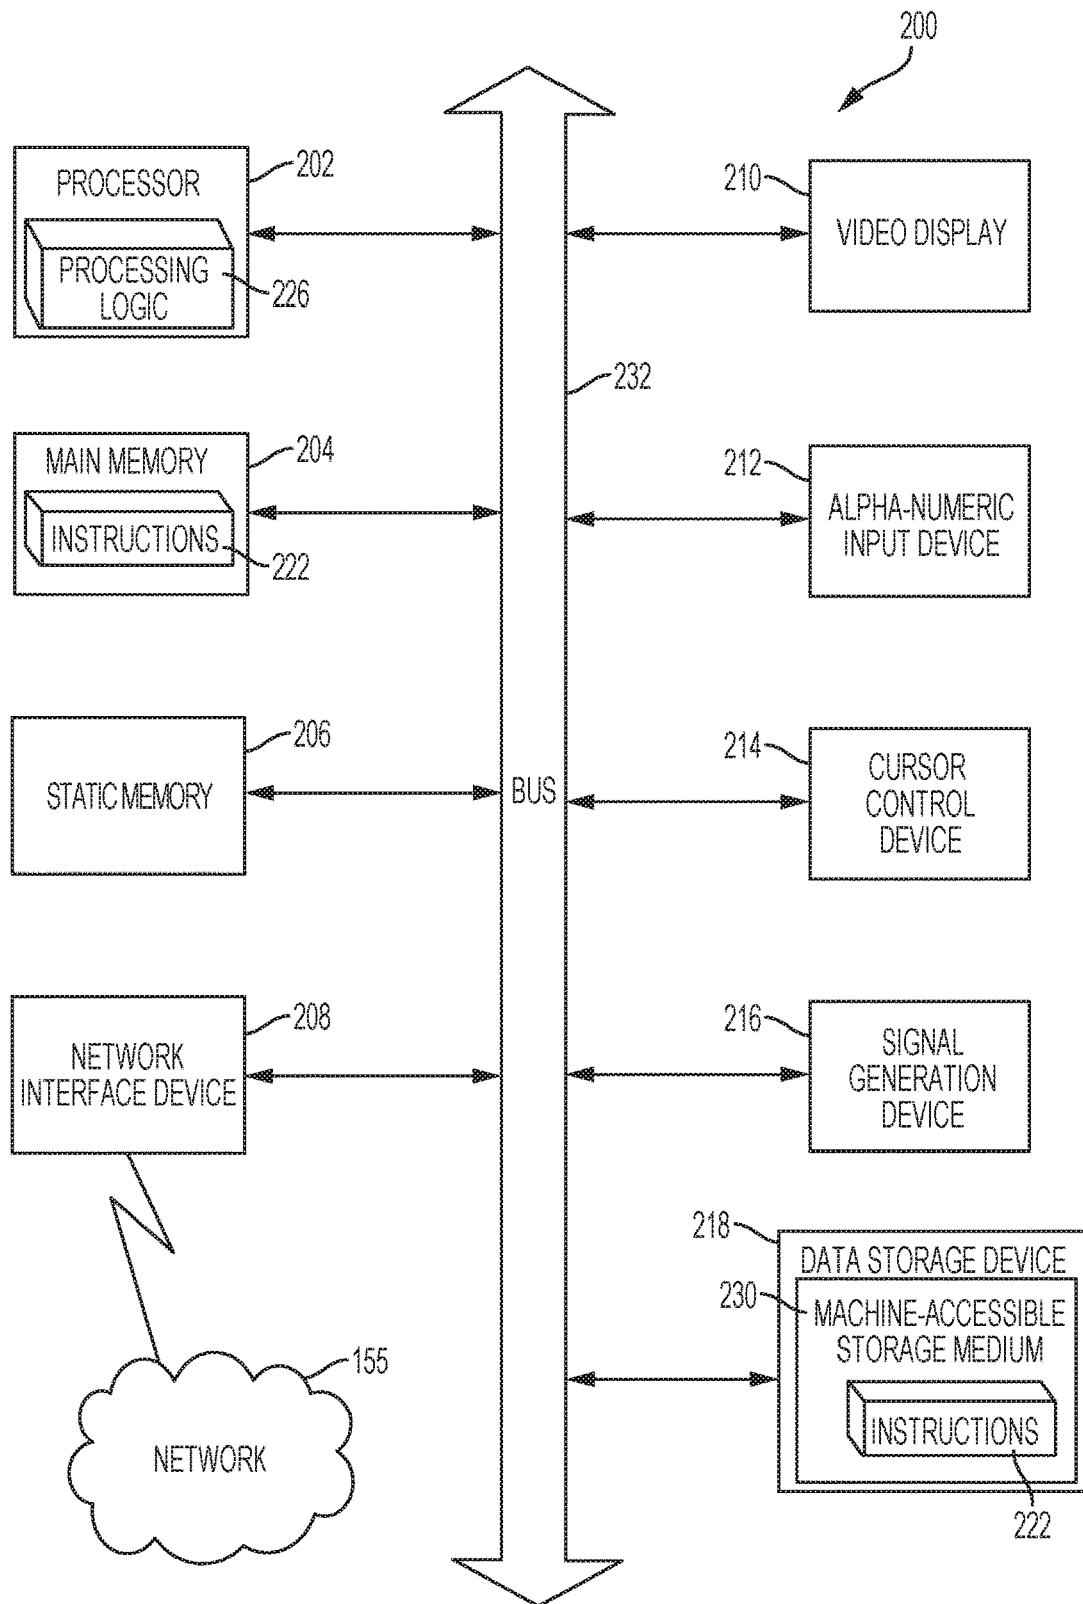 200
PROCESSOR
202
PROCESSING
LOGIC
226
210
VIDEO DISPLAY
232
MAIN MEMORY
204
INSTRUCTIONS
222
212
ALPHA-NUMERIC
INPUT DEVICE
206
STATIC MEMORY
BUS
214
CURSOR
CONTROL
DEVICE
208
NETWORK
INTERFACE DEVICE
216
SIGNAL
GENERATION
DEVICE
218
DATA STORAGE DEVICE
230
MACHINE-ACCESSIBLE
STORAGE MEDIUM
INSTRUCTIONS
222
155
NETWORK